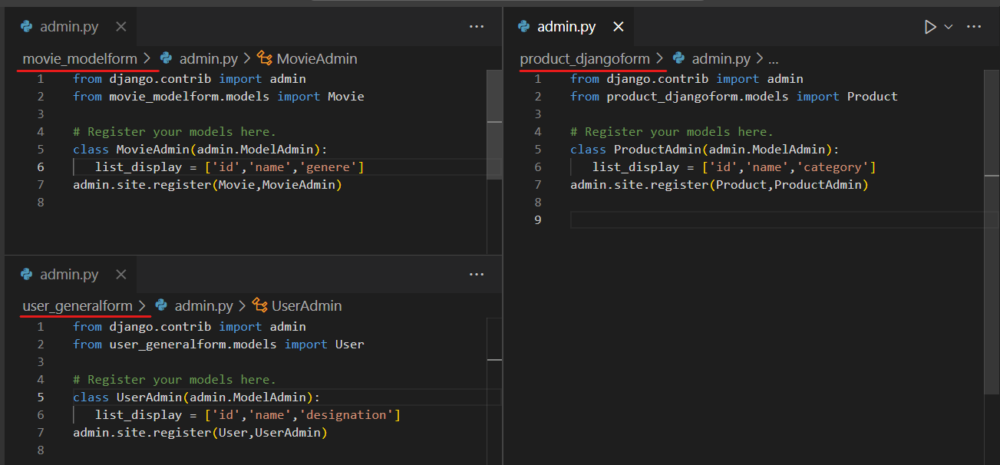 admin.py
movie_modelform > admin.py > MovieAdmin
1 from django.contrib import admin
2 from movie_modelform.models import Movie
3
4 # Register your models here.
5 class MovieAdmin(admin.ModelAdmin):
6 list_display = ['id','name','genere']
7 admin.site.register(Movie,MovieAdmin)
8
admin.py
user_generalform > admin.py > UserAdmin
1 from django.contrib import admin
2 from user_generalform.models import User
3
4 # Register your models here.
5 class UserAdmin(admin.ModelAdmin):
6 list_display = ['id','name','designation']
7 admin.site.register(User,UserAdmin)
8
admin.py
product_djangoform > admin.py > ...
1 from django.contrib import admin
2 from product_djangoform.models import Product
3
4 # Register your models here.
5 class ProductAdmin(admin.ModelAdmin):
6 list_display = ['id','name','category']
7 admin.site.register(Product,ProductAdmin)
8
9